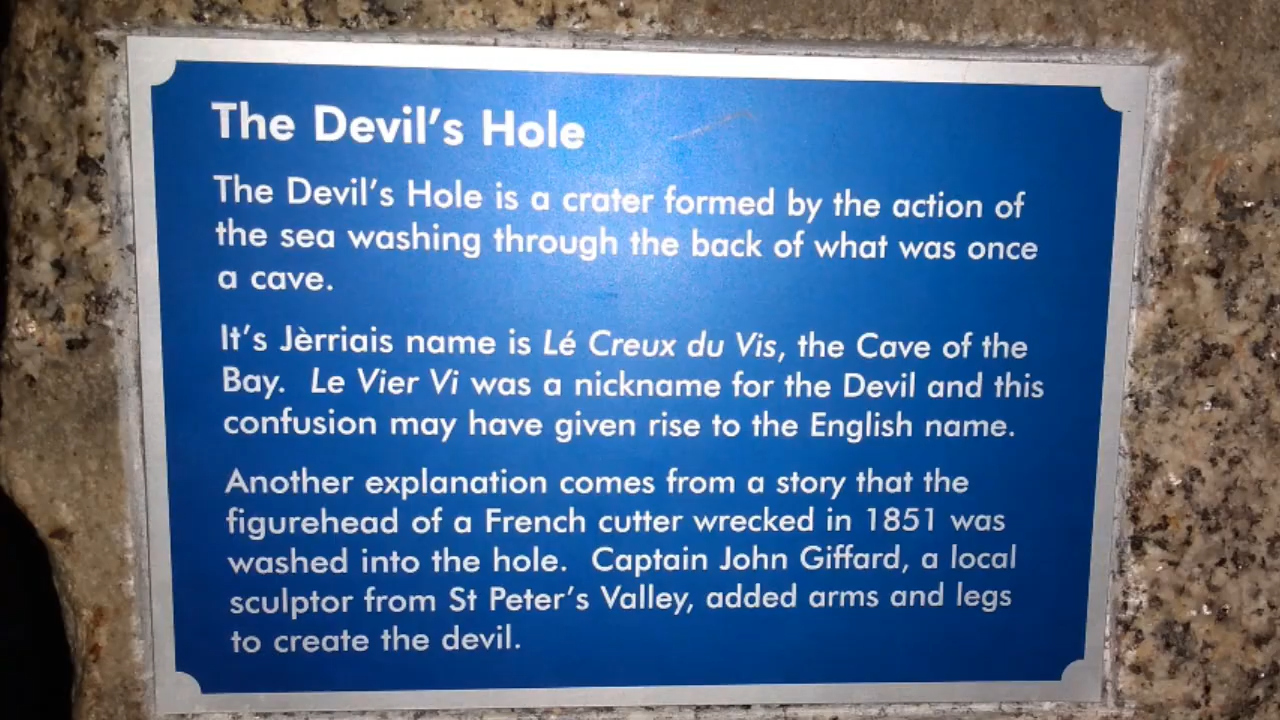 The Devil's Hole
The Devil's Hole is a crater formed by the action of
the sea washing through the back of what was once
a cave.
It's Jèrriais name is Lé Creux du Vis, the Cave of the
Bay. Le Vier Vi was a nickname for the Devil and this
confusion may have given rise to the English name.
Another explanation comes from a story that the
figurehead of a French cutter wrecked in 1851 was
washed into the hole. Captain John Giffard, a local
sculptor from St Peter's Valley, added arms and legs
to create the devil.